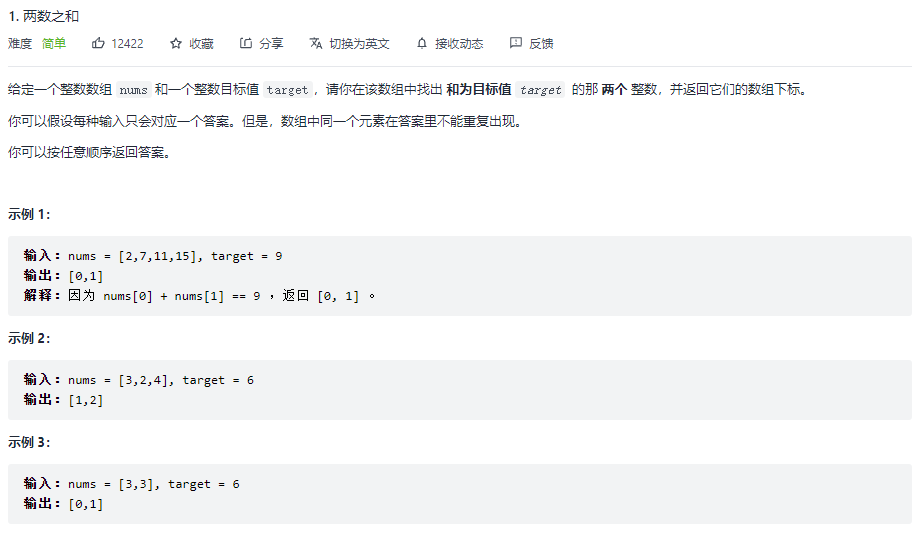 1. 两数之和
难度 简单 12422 收藏 分享 切换为英文 接收动态 反馈
给定一个整数数组 nums 和一个整数目标值 target，请你在该数组中找出 和为目标值 target 的那 两个 整数，并返回它们的数组下标。
你可以假设每种输入只会对应一个答案。但是，数组中同一个元素在答案里不能重复出现。
你可以按任意顺序返回答案。
示例 1：
输入：nums = [2,7,11,15], target = 9
输出：[0,1]
解释：因为 nums[0] + nums[1] == 9 ，返回 [0, 1] 。
示例 2：
输入：nums = [3,2,4], target = 6
输出：[1,2]
示例 3：
输入：nums = [3,3], target = 6
输出：[0,1]